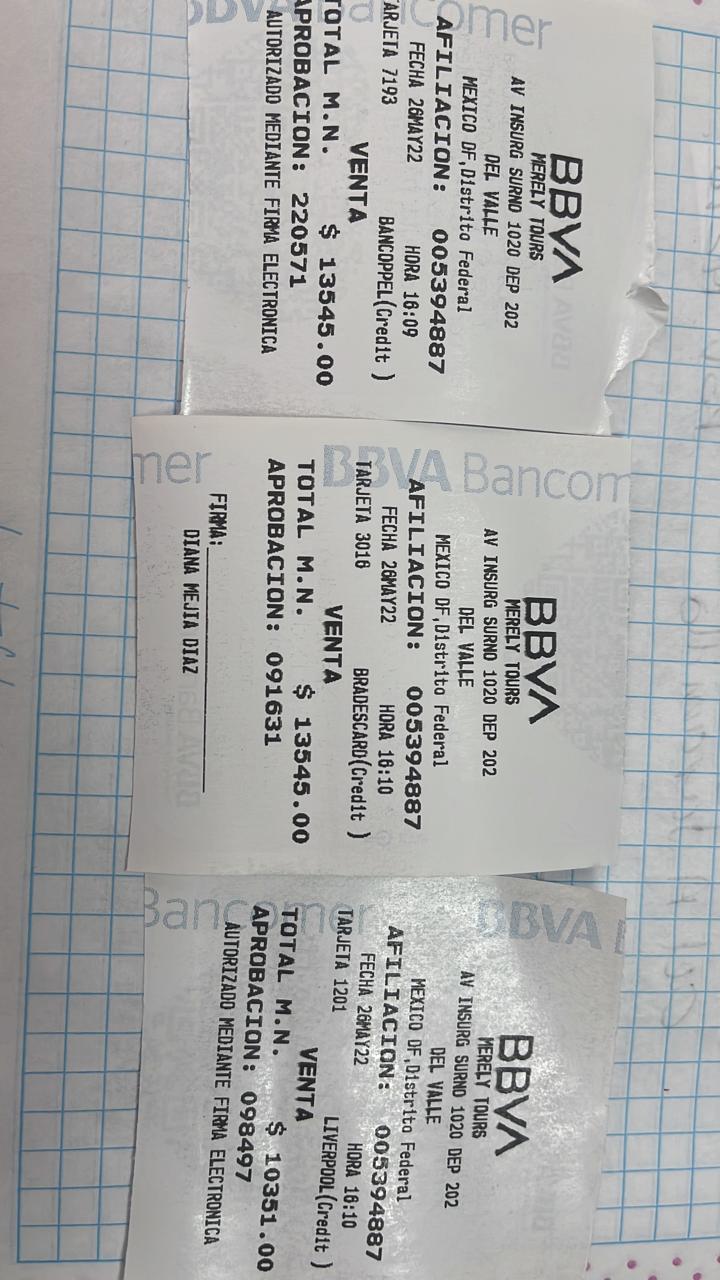 BBVA
MERELY TOURS
AV INSURG SURNO 1020 DEP 202
DEL VALLE
MEXICO DF,Distrito Federal
AFILIACION: 005394887
FECHA 26MAY22 HORA 16:09
TARJETA 7193 BANCOPPEL(Credit )
VENTA
TOTAL M.N. $ 13545.00
APROBACION: 220571
AUTORIZADO MEDIANTE FIRMA ELECTRONICA
BBVA Bancomer
BBVA
MERELY TOURS
AV INSURG SURNO 1020 DEP 202
DEL VALLE
MEXICO DF,Distrito Federal
AFILIACION: 005394887
FECHA 26MAY22 HORA 16:10
TARJETA 3016 BRADESCARD(Credit )
VENTA
TOTAL M.N. $ 13545.00
APROBACION: 091631
FIRMA:
DIANA MEJIA DIAZ
mer BBVA Bancom
BBVA
MERELY TOURS
AV INSURG SURNO 1020 DEP 202
DEL VALLE
MEXICO DF,Distrito Federal
AFILIACION: 005394887
FECHA 26MAY22 HORA 16:10
TARJETA 1201 LIVERPOOL(Credit )
VENTA
TOTAL M.N. $ 10351.00
APROBACION: 098497
AUTORIZADO MEDIANTE FIRMA ELECTRONICA
Bancomer BBVA